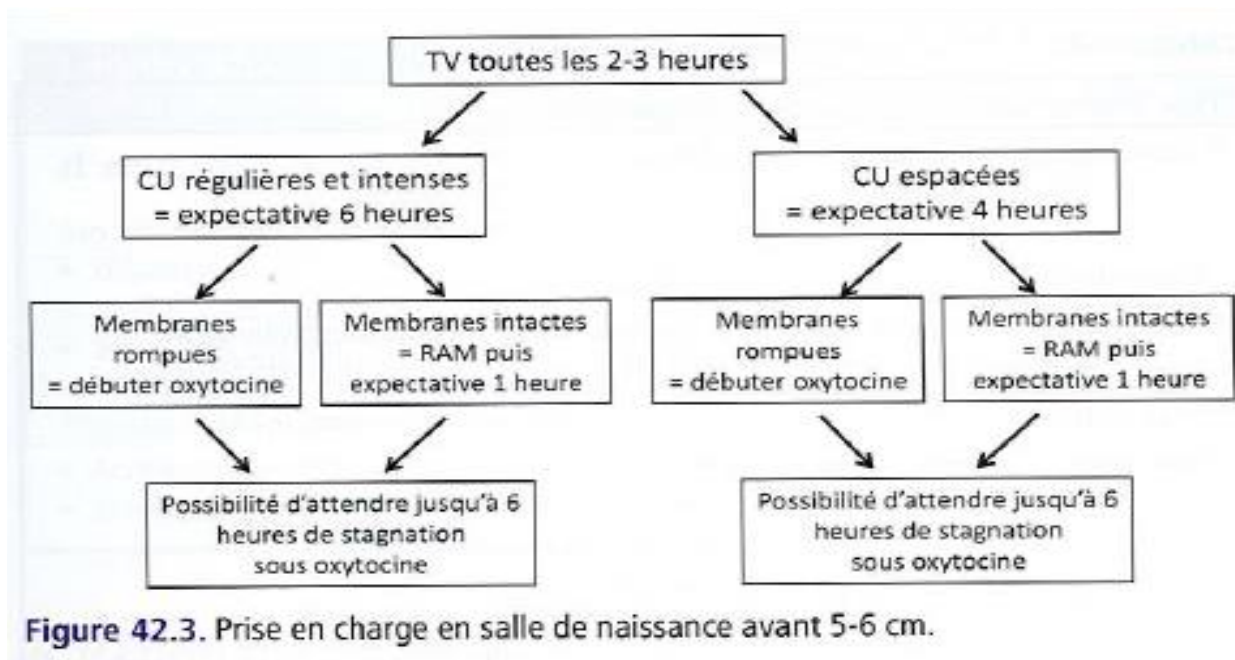 TV toutes les 2-3 heures
CU régulières et intenses
= expectative 6 heures
CU espacées
= expectative 4 heures
Membranes
rompues
= débuter oxytocine
Membranes intactes
= RAM puis
expectative 1 heure
Membranes
rompues
= débuter oxytocine
Membranes intactes
= RAM puis
expectative 1 heure
Possibilité d'attendre jusqu'à 6
heures de stagnation
sous oxytocine
Possibilité d'attendre jusqu'à 6
heures de stagnation
sous oxytocine
Figure 42.3. Prise en charge en salle de naissance avant 5-6 cm.